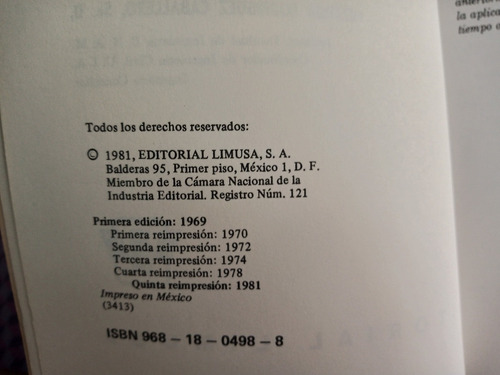 la aplica
tiempo
Todos los derechos reservados:
© 1981, EDITORIAL LIMUSA, S. A.
Balderas 95, Primer piso, México 1, D. F.
Miembro de la Cámara Nacional de la
Industria Editorial. Registro Núm. 121
Primera edición: 1969
Primera reimpresión: 1970
Segunda reimpresión: 1972
Tercera reimpresión: 1974
Cuarta reimpresión: 1978
Quinta reimpresión: 1981
Impreso en México
(3413)
ISBN 968 – 18 – 0498 – 8